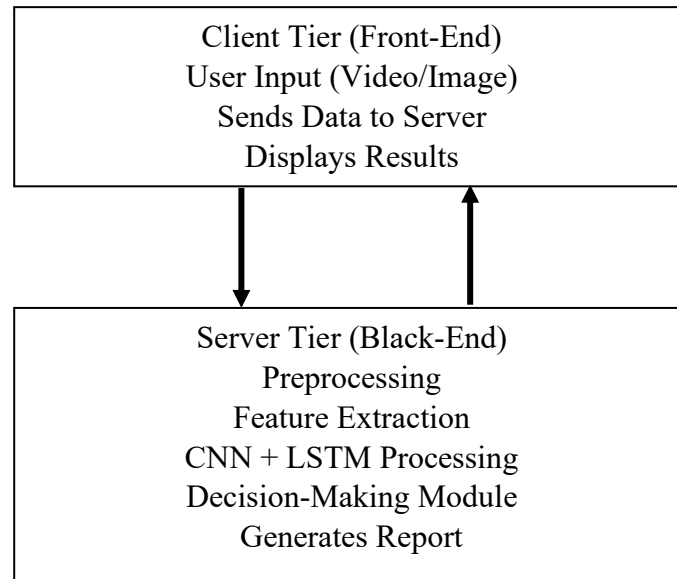 Client Tier (Front-End)
User Input (Video/Image)
Sends Data to Server
Displays Results
Server Tier (Black-End)
Preprocessing
Feature Extraction
CNN + LSTM Processing
Decision-Making Module
Generates Report